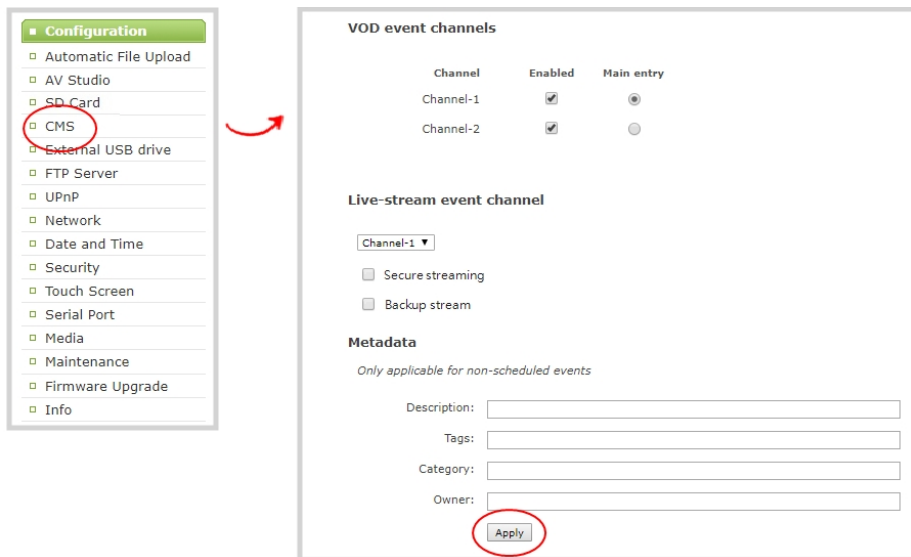 Configuration
Automatic File Upload
AV Studio
SD Card
CMS
External USB drive
FTP Server
UPnP
Network
Date and Time
Security
Touch Screen
Serial Port
Media
Maintenance
Firmware Upgrade
Info
VOD event channels
Channel Enabled Main entry
Channel-1
Channel-2
Live-stream event channel
Channel-1
Secure streaming
Backup stream
Metadata
Only applicable for non-scheduled events
Description:
Tags:
Category:
Owner:
Apply